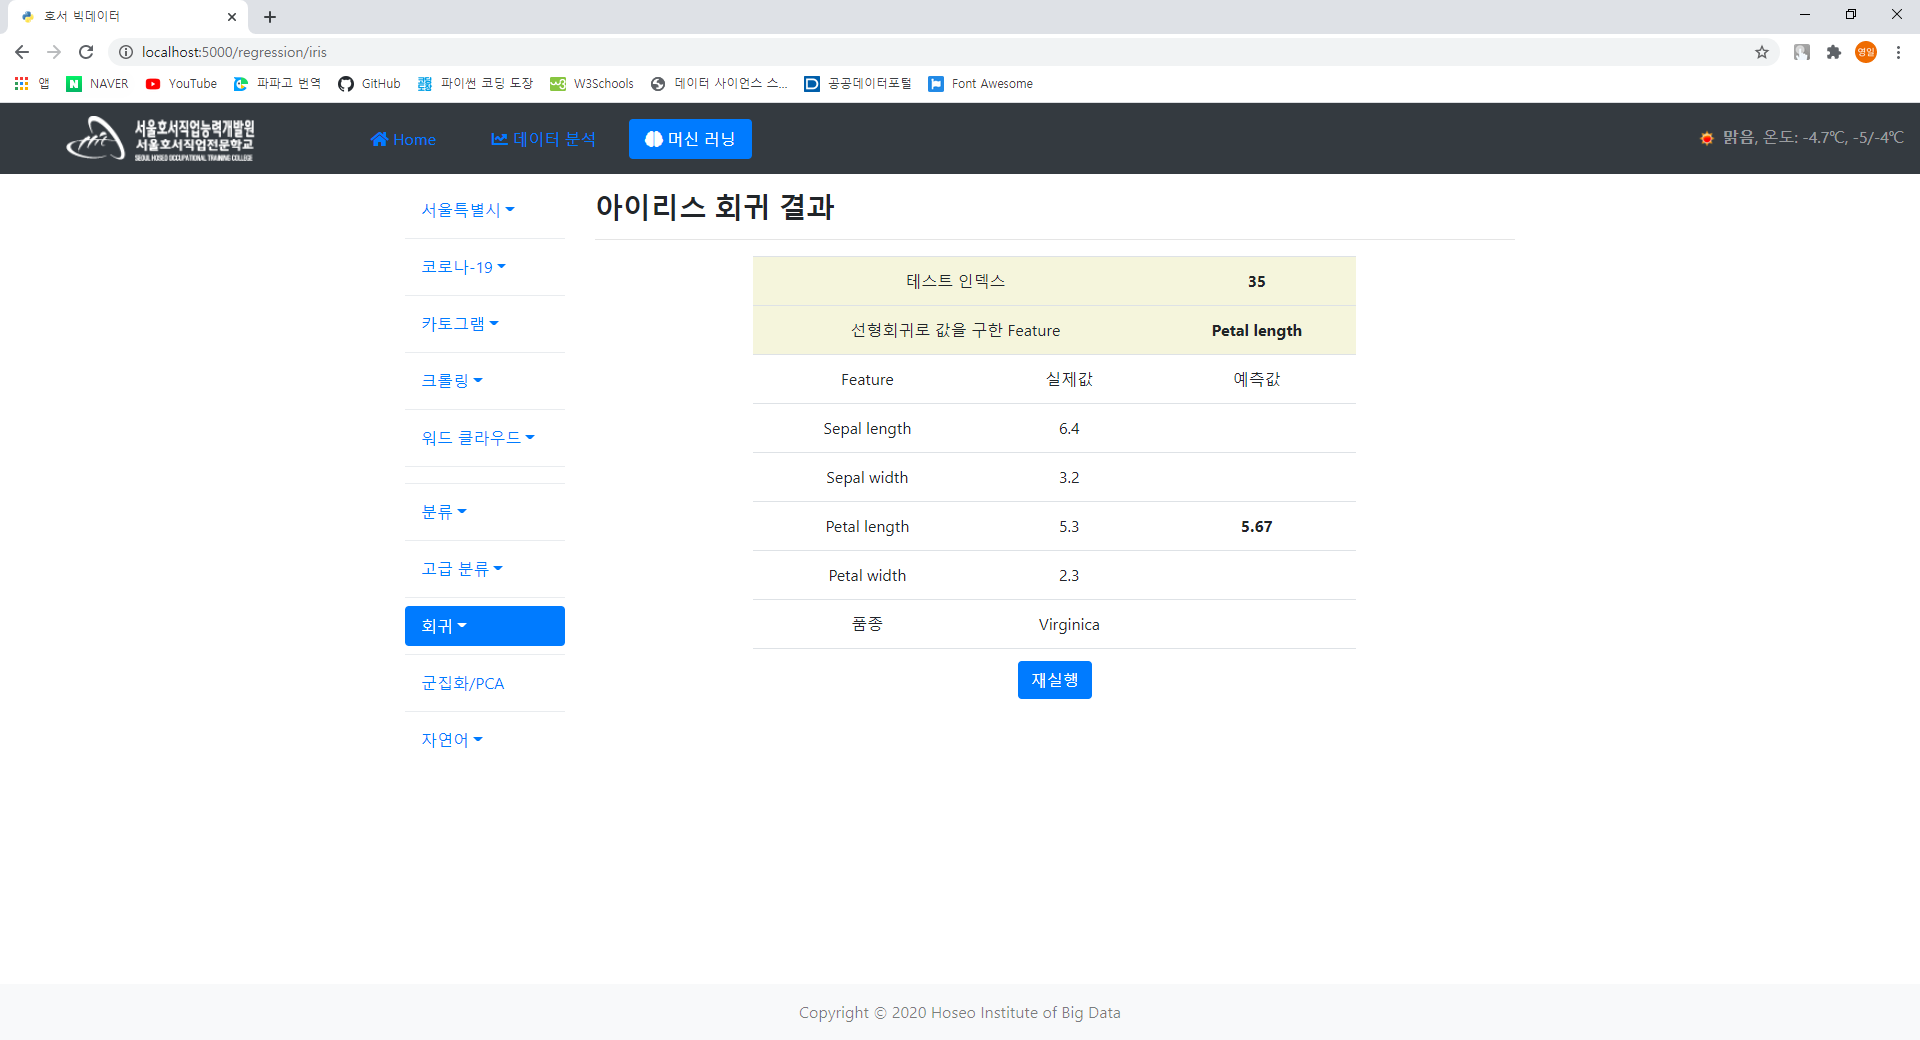 호서 빅데이터
localhost:5000/regression/iris
영일
앱 NAVER YouTube 파파고 번역 GitHub 파이썬 코딩 도장 W3Schools 데이터 사이언스 스... 공공데이터포털 Font Awesome
서울호서직업능력개발원
서울호서직업전문학교
SEOUL HOSEO OCCUPATIONAL TRAINING COLLEGE
Home 데이터 분석 머신 러닝 맑음, 온도: -4.7℃, -5/-4℃
서울특별시
코로나-19
카토그램
크롤링
워드 클라우드
분류
고급 분류
회귀
군집화/PCA
자연어
아이리스 회귀 결과
테스트 인덱스 35
선형회귀로 값을 구한 Feature Petal length
Feature 실제값 예측값
Sepal length 6.4
Sepal width 3.2
Petal length 5.3 5.67
Petal width 2.3
품종 Virginica
재실행
Copyright © 2020 Hoseo Institute of Big Data